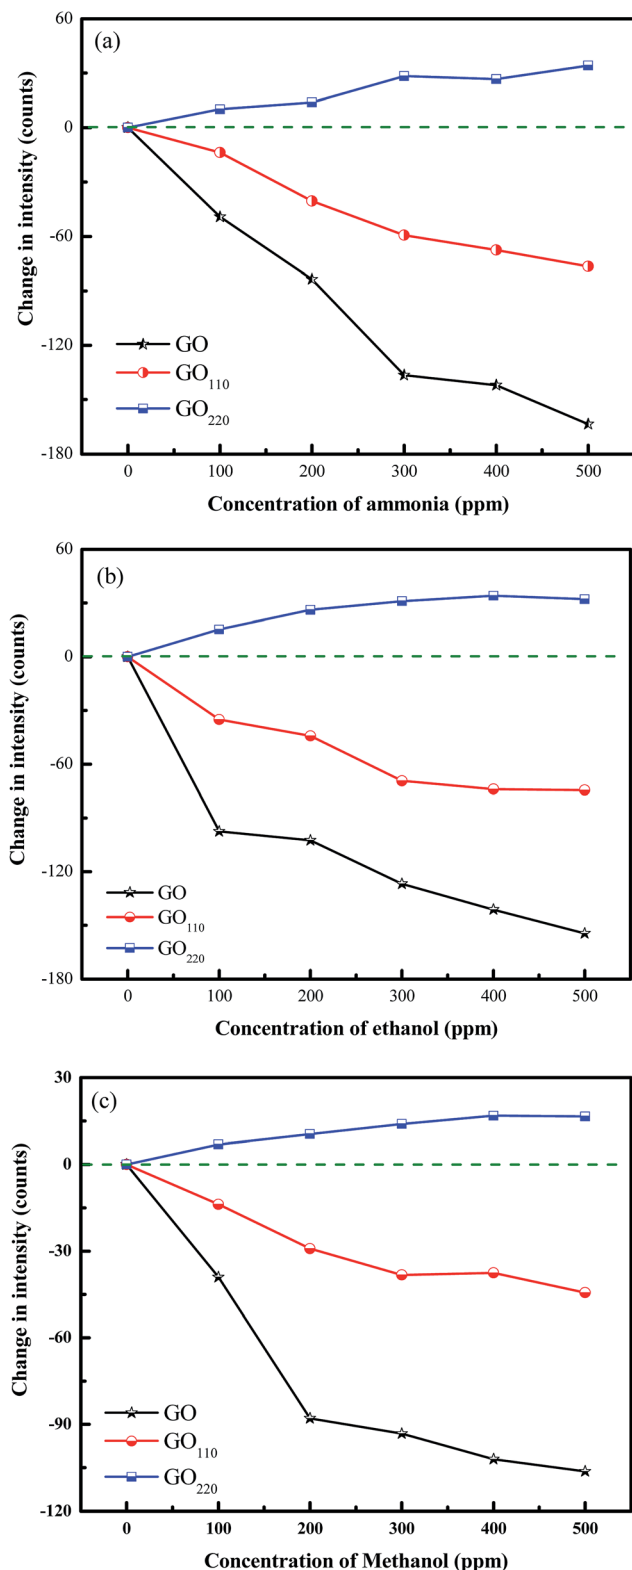 (a)
Change in intensity (counts)
60
0
-60
-120
-180
GO
GO₁₁₀
GO₂₂₀
0 100 200 300 400 500
Concentration of ammonia (ppm)
(b)
Change in intensity (counts)
60
0
-60
-120
-180
GO
GO₁₁₀
GO₂₂₀
0 100 200 300 400 500
Concentration of ethanol (ppm)
(c)
Change in intensity (counts)
30
0
-30
-60
-90
-120
GO
GO₁₁₀
GO₂₂₀
0 100 200 300 400 500
Concentration of Methanol (ppm)